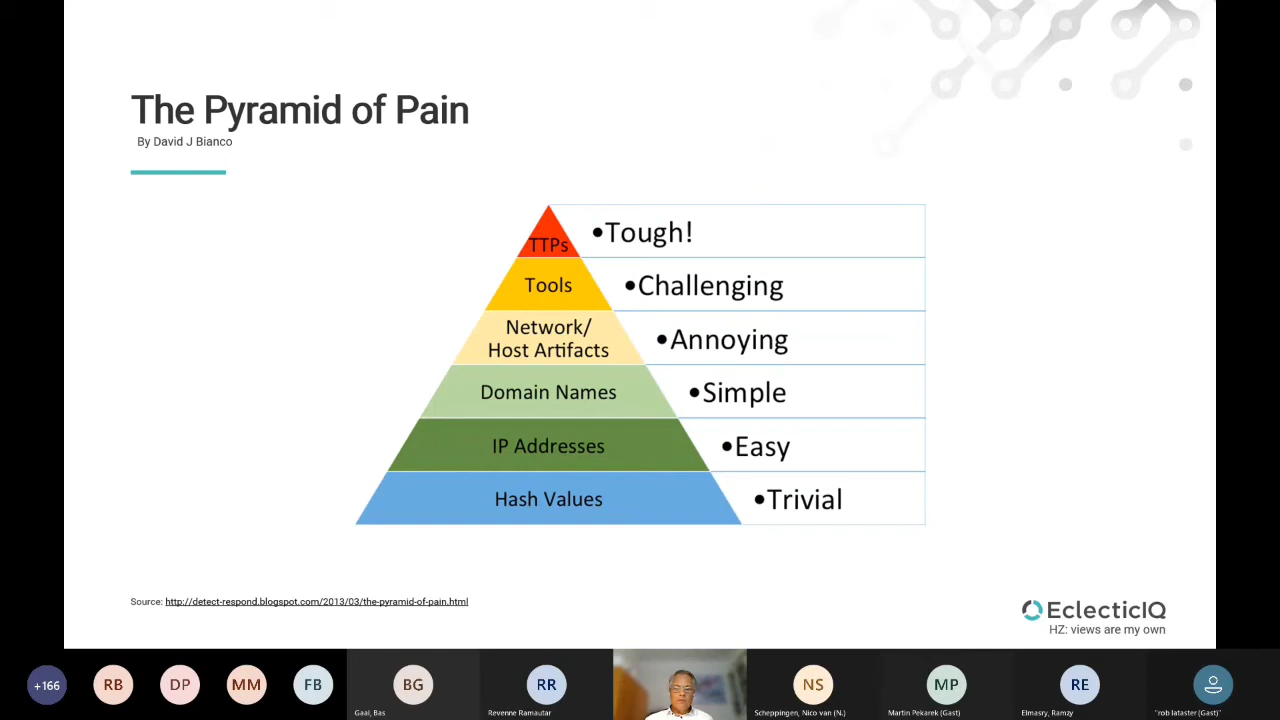 The Pyramid of Pain
By David J Bianco
TTPs
•Tough!
Tools
•Challenging
Network/
Host Artifacts
•Annoying
Domain Names
•Simple
IP Addresses
•Easy
Hash Values
•Trivial
Source: http://detect-respond.blogspot.com/2013/03/the-pyramid-of-pain.html
EclecticIQ
HZ: views are my own
+166
RB
DP
MM
FB
BG
Gaal, Bas
RR
Revenne Ramautar
NS
Scheppingen, Nico van (N.)
MP
Martin Pekarek (Gast)
RE
Elmasry, Ramzy
"rob lataster (Gast)"